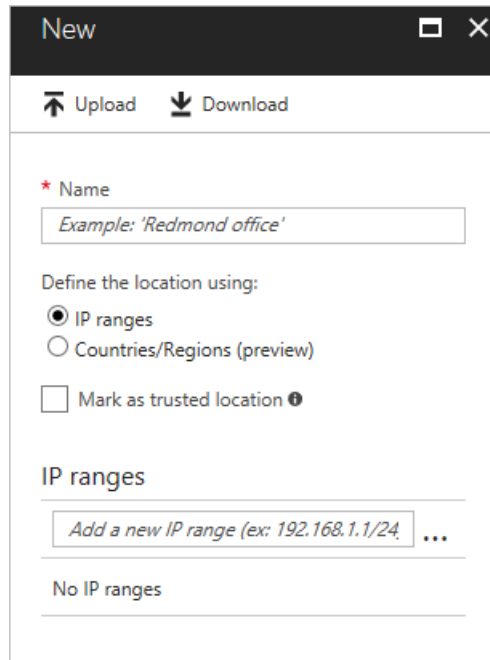 New
Upload Download
* Name
Example: 'Redmond office'
Define the location using:
IP ranges
Countries/Regions (preview)
Mark as trusted location
IP ranges
Add a new IP range (ex: 192.168.1.1/24 ...
No IP ranges